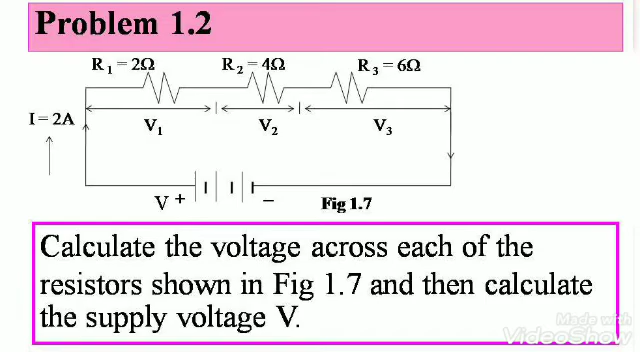 Problem 1.2
R₁ = 2Ω R₂ = 4Ω R₃ = 6Ω
I = 2A
V₁ V₂ V₃
V + − Fig 1.7
Calculate the voltage across each of the
resistors shown in Fig 1.7 and then calculate
the supply voltage V.
Made with
VideoShow